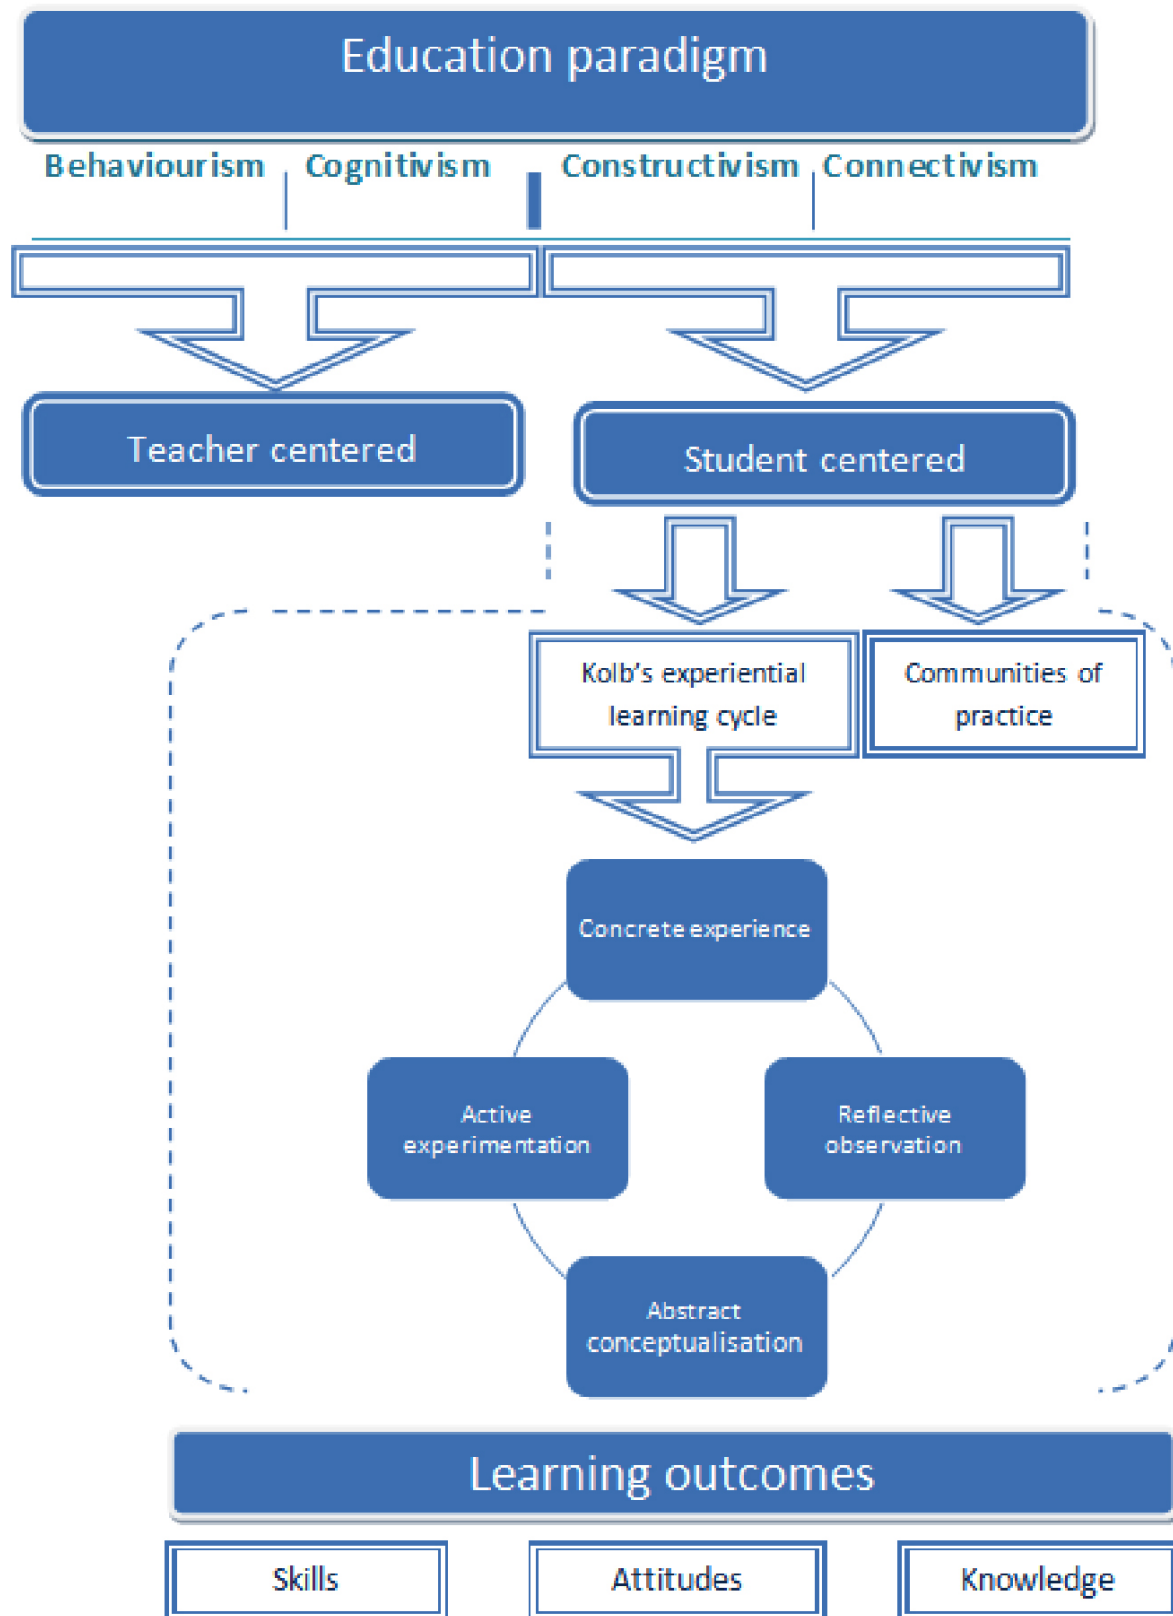 Education paradigm
Behaviourism Cognitivism Constructivism Connectivism
Teacher centered
Student centered
Kolb's experiential
learning cycle
Communities of
practice
Concrete experience
Active
experimentation
Reflective
observation
Abstract
conceptualisation
Learning outcomes
Skills
Attitudes
Knowledge